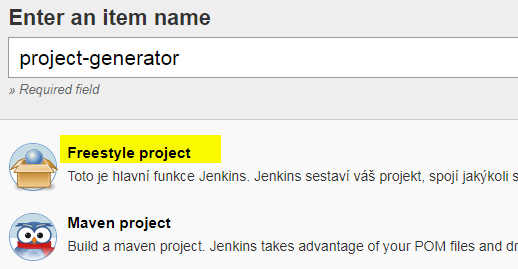 Enter an item name
project-generator
» Required field
Freestyle project
Toto je hlavní funkce Jenkins. Jenkins sestaví váš projekt, spojí jakýkoli
Maven project
Build a maven project. Jenkins takes advantage of your POM files and